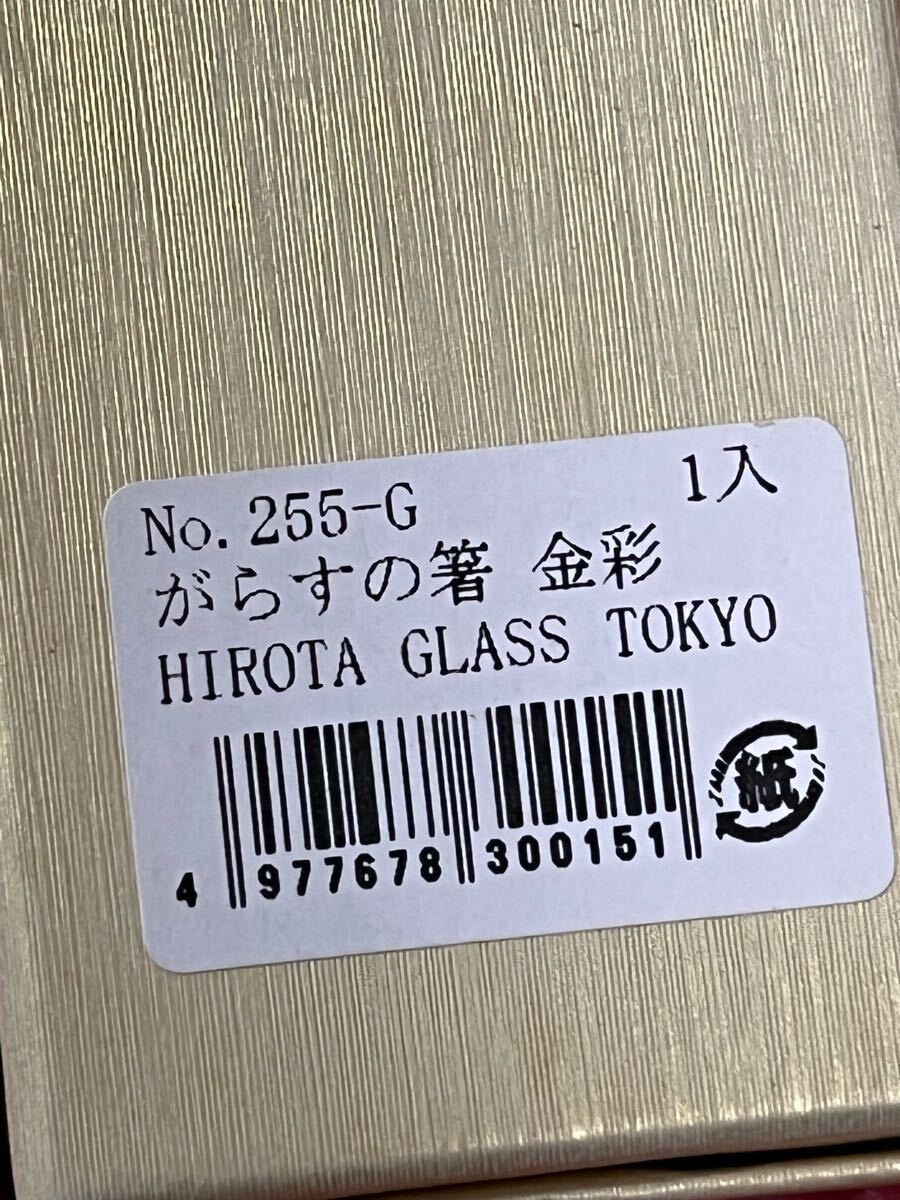 No.255-G 1入
がらすの箸 金彩
HIROTA GLASS TOKYO
紙
4 977678 300151